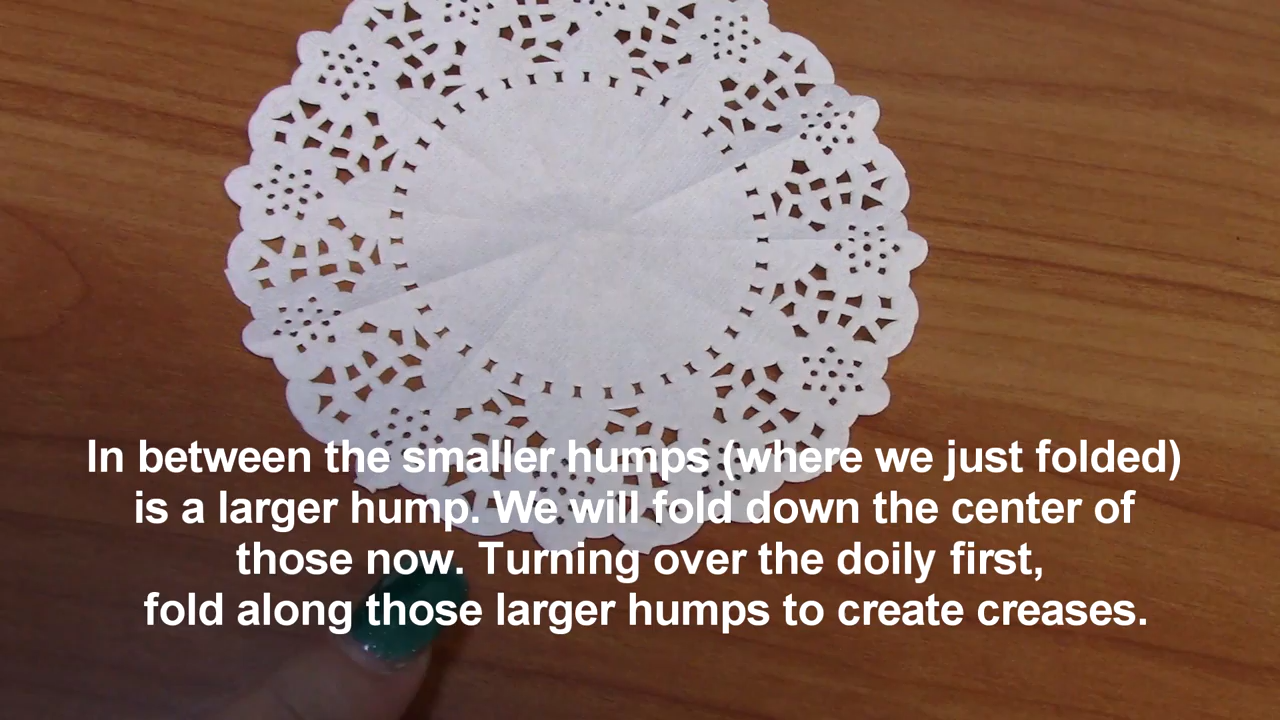 In between the smaller humps (where we just folded)
is a larger hump. We will fold down the center of
those now. Turning over the doily first,
fold along those larger humps to create creases.